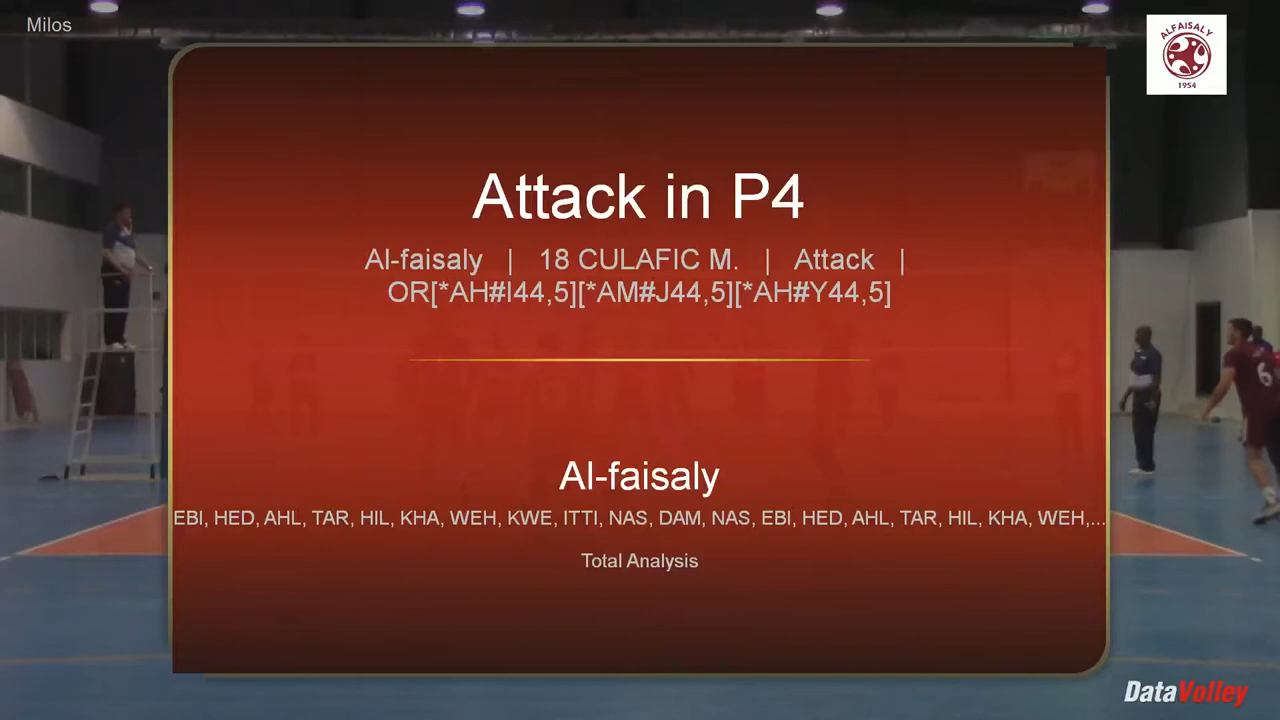 Milos
ALFAISALY
1954
Attack in P4
Al-faisaly | 18 CULAFIC M. | Attack |
OR[*AH#I44,5][*AM#J44,5][*AH#Y44,5]
6
Al-faisaly
EBI, HED, AHL, TAR, HIL, KHA, WEH, KWE, ITTI, NAS, DAM, NAS, EBI, HED, AHL, TAR, HIL, KHA, WEH,...
Total Analysis
DataVolley